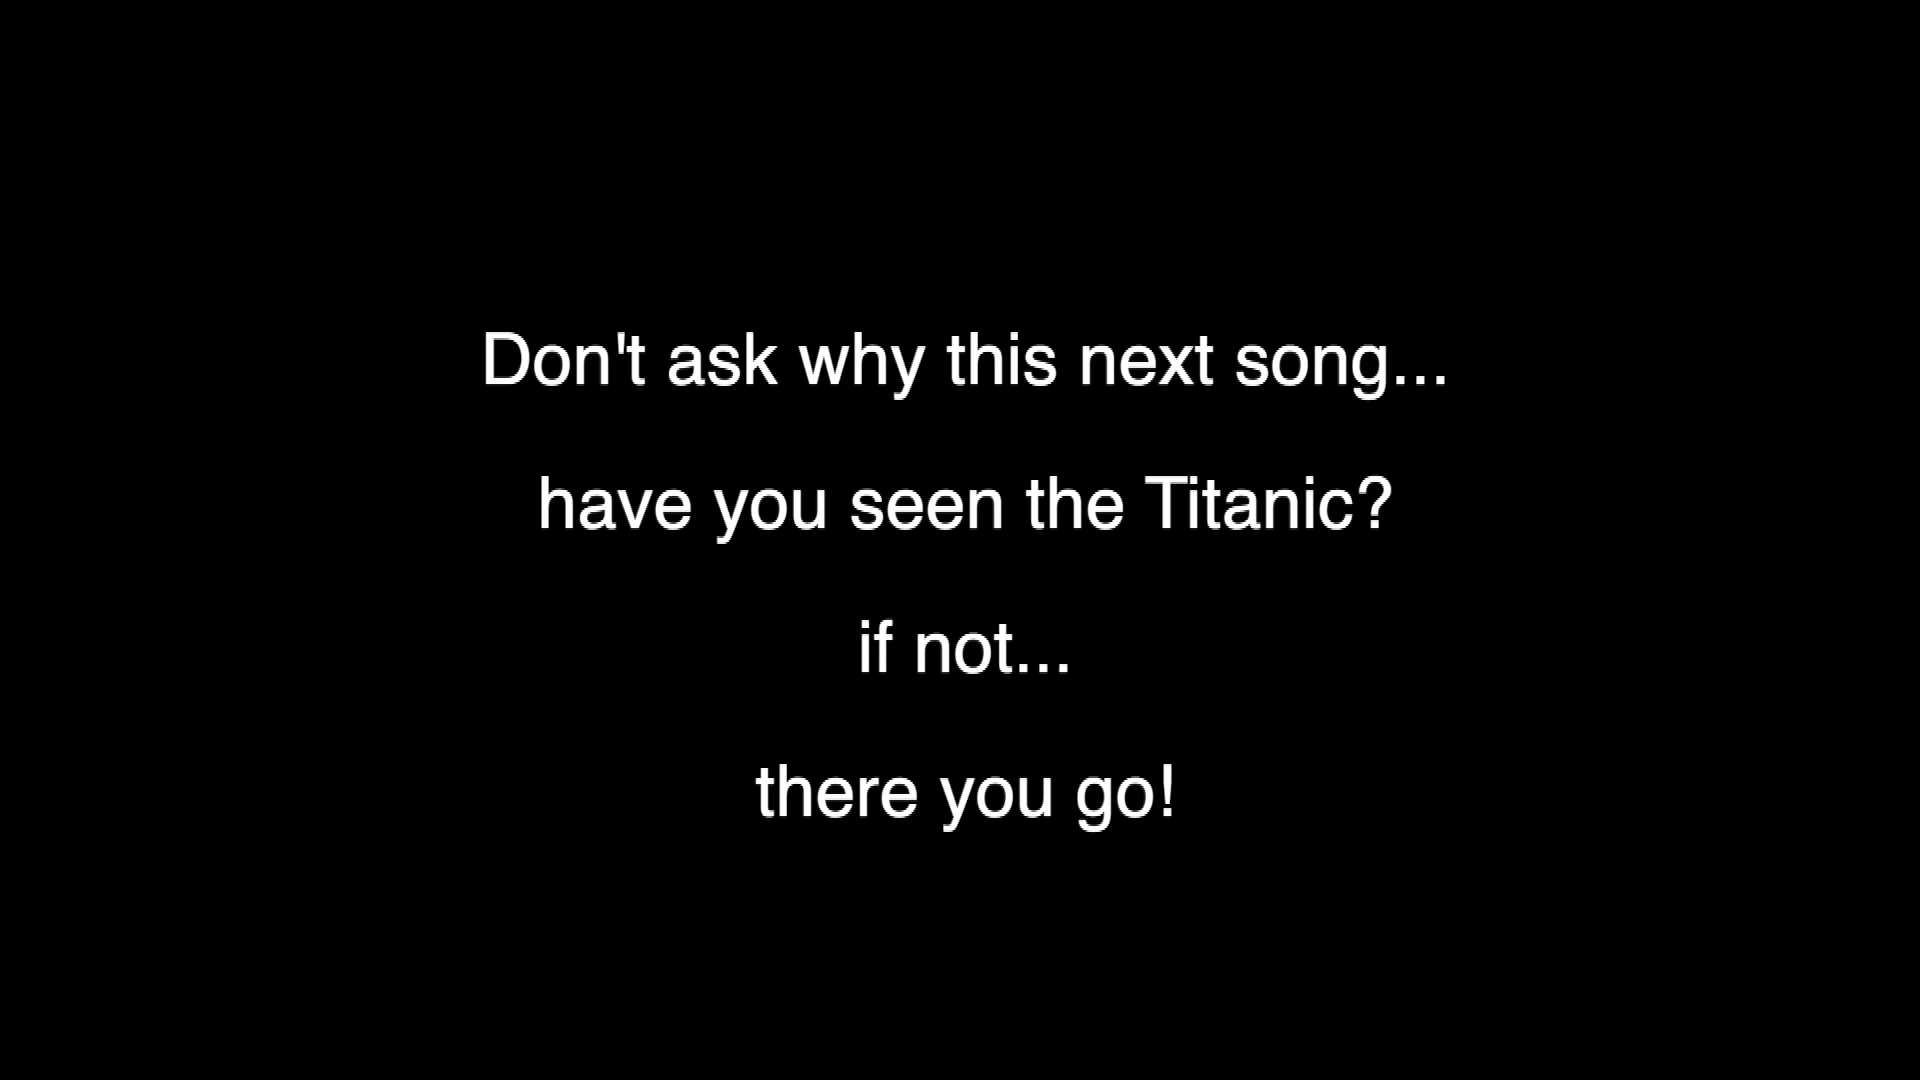 Don't ask why this next song...
have you seen the Titanic?
if not...
there you go!